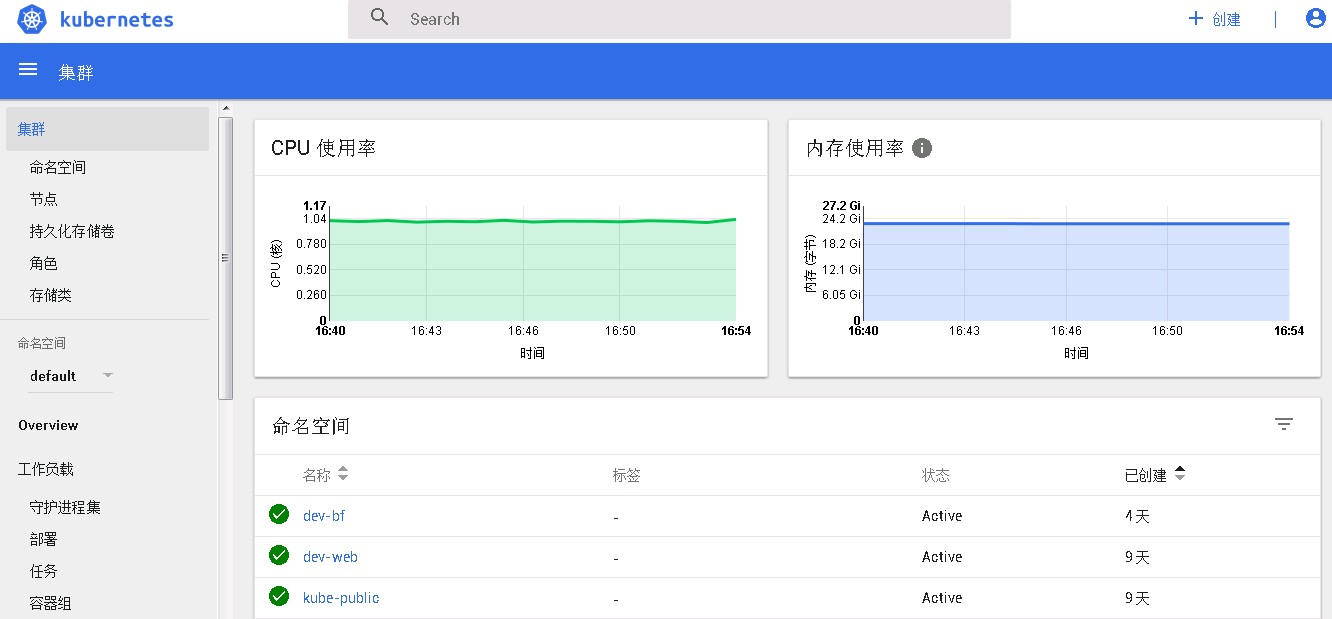 kubernetes
Search
创建
集群
集群
命名空间
节点
持久化存储卷
角色
存储类
命名空间
default
Overview
工作负载
守护进程集
部署
任务
容器组
CPU 使用率
1.17
1.04
0.780
0.520
0.260
0
CPU (核)
16:40
16:43
16:46
16:50
16:54
时间
内存使用率
27.2 Gi
24.2 Gi
18.2 Gi
12.1 Gi
6.05 Gi
0
内存 (字节)
16:40
16:43
16:46
16:50
16:54
时间
命名空间
名称 标签 状态 已创建
dev-bf - Active 4 天
dev-web - Active 9 天
kube-public - Active 9 天